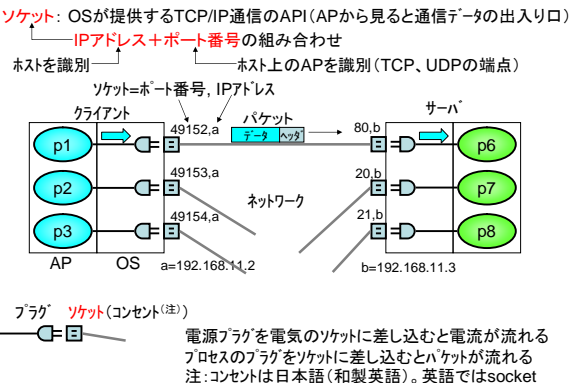 ソケット: OSが提供するTCP/IP通信のAPI(APから見ると通信ﾃﾞｰﾀの出入り口)
IPアドレス＋ポート番号の組み合わせ
ホストを識別
ホスト上のAPを識別(TCP、UDPの端点)
ソケット=ポート番号, IPアドレス
クライアント
パケット
サーバ
49152,a
データ
ヘッダ
80,b
p1
p6
49153,a
20,b
p2
ネットワーク
p7
49154,a
21,b
p3
p8
AP
OS
a=192.168.11.2
b=192.168.11.3
プラグ
ソケット(コンセント(注))
電源プラグを電気のソケットに差し込むと電流が流れる
プロセスのプラグをソケットに差し込むとパケットが流れる
注:コンセントは日本語(和製英語)。英語ではsocket